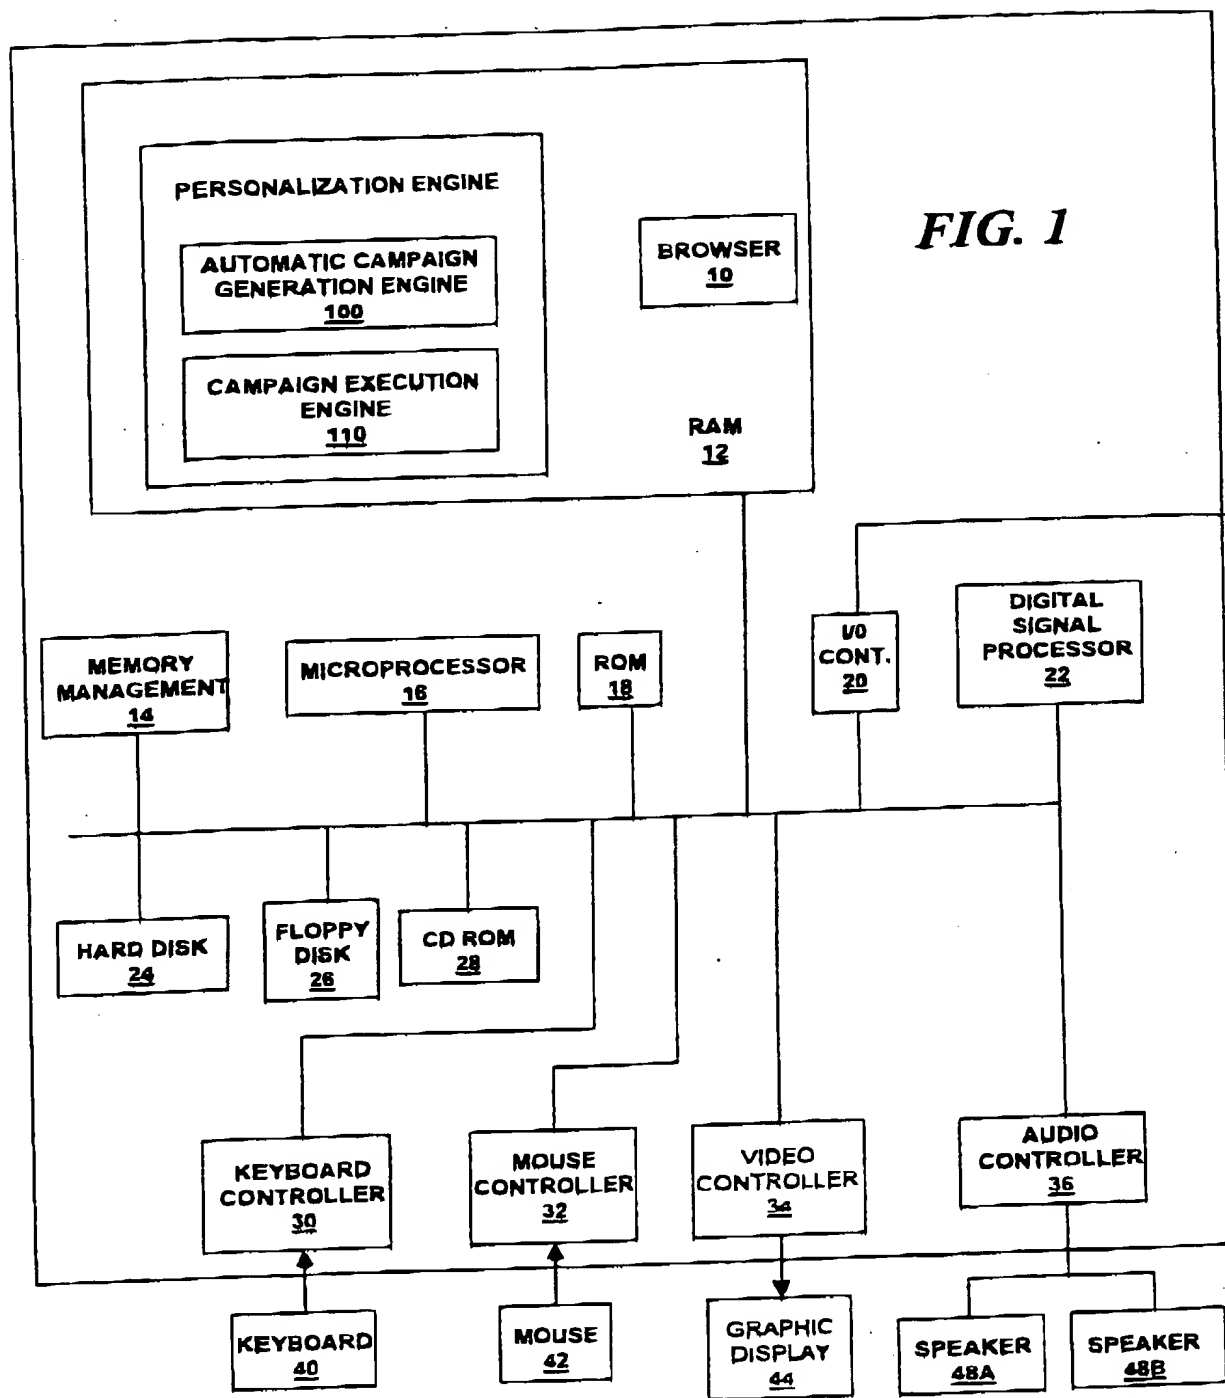 FIG. 1
PERSONALIZATION ENGINE
AUTOMATIC CAMPAIGN
GENERATION ENGINE
100
CAMPAIGN EXECUTION
ENGINE
110
BROWSER
10
RAM
12
MEMORY
MANAGEMENT
14
MICROPROCESSOR
16
ROM
18
I/O
CONT.
20
DIGITAL
SIGNAL
PROCESSOR
22
HARD DISK
24
FLOPPY
DISK
26
CD ROM
28
KEYBOARD
CONTROLLER
30
MOUSE
CONTROLLER
32
VIDEO
CONTROLLER
34
AUDIO
CONTROLLER
36
KEYBOARD
40
MOUSE
42
GRAPHIC
DISPLAY
44
SPEAKER
48A
SPEAKER
48B